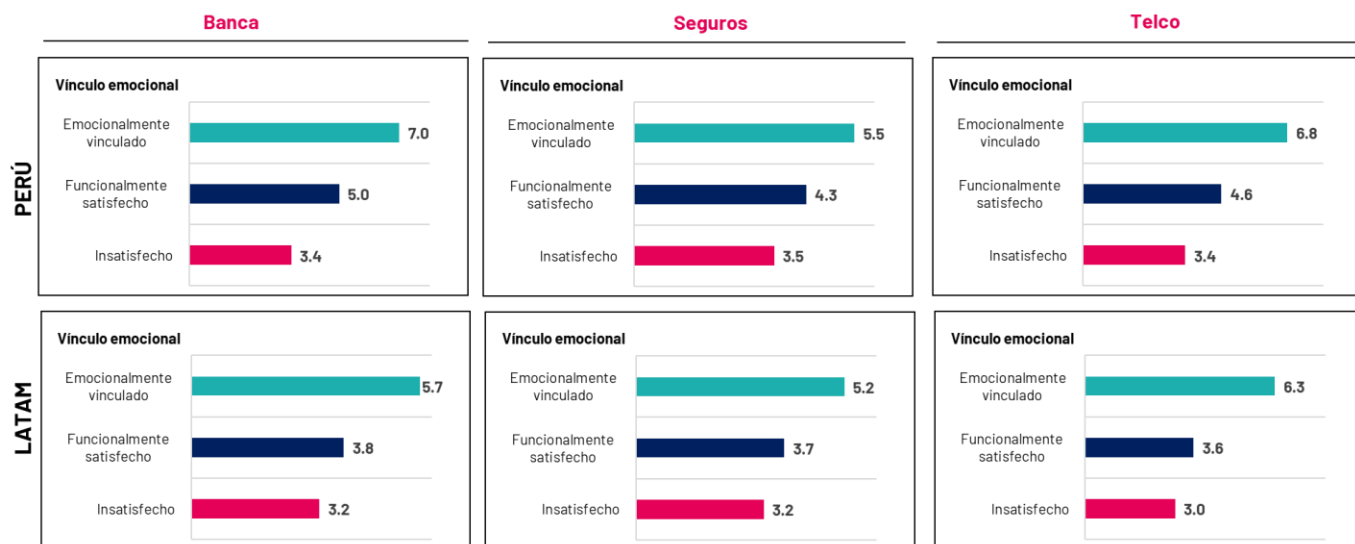 Banca
Seguros
Telco
PERÚ
Vínculo emocional
Emocionalmente
vinculado
7.0
Funcionalmente
satisfecho
5.0
Insatisfecho
3.4
Vínculo emocional
Emocionalmente
vinculado
5.5
Funcionalmente
satisfecho
4.3
Insatisfecho
3.5
Vínculo emocional
Emocionalmente
vinculado
6.8
Funcionalmente
satisfecho
4.6
Insatisfecho
3.4
LATAM
Vínculo emocional
Emocionalmente
vinculado
5.7
Funcionalmente
satisfecho
3.8
Insatisfecho
3.2
Vínculo emocional
Emocionalmente
vinculado
5.2
Funcionalmente
satisfecho
3.7
Insatisfecho
3.2
Vínculo emocional
Emocionalmente
vinculado
6.3
Funcionalmente
satisfecho
3.6
Insatisfecho
3.0